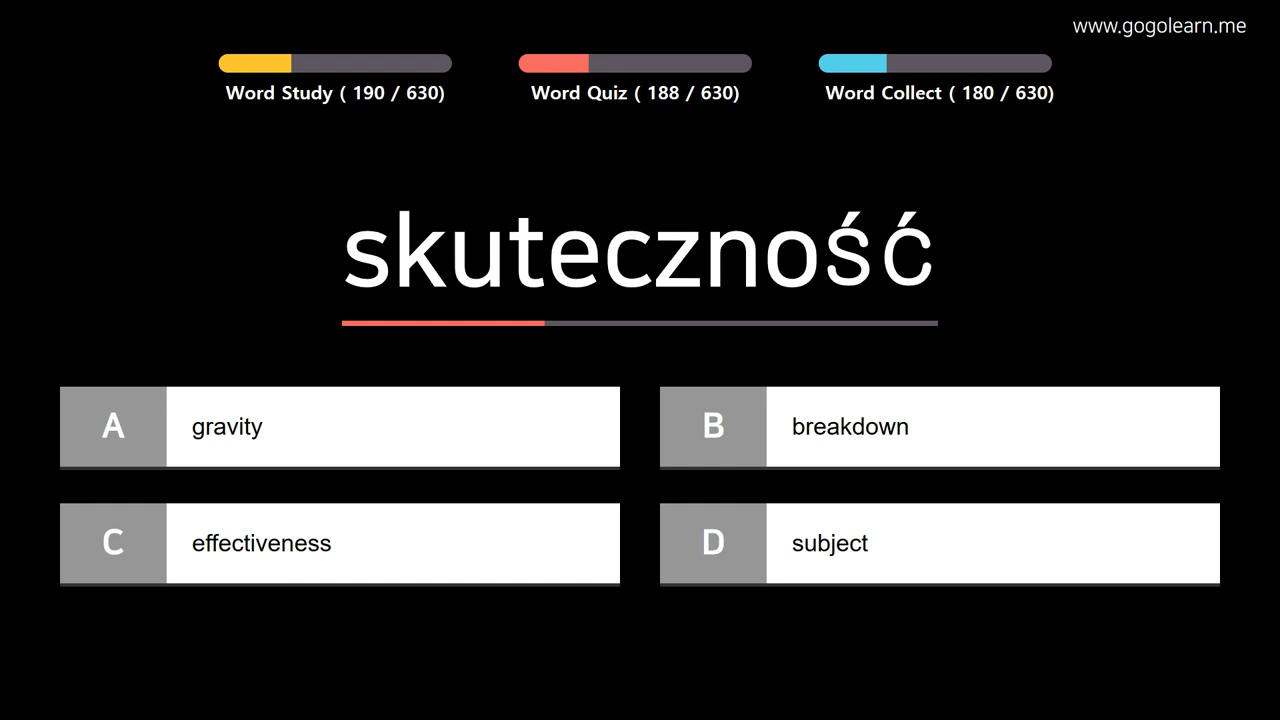 www.gogolearn.me
Word Study ( 190 / 630)
Word Quiz ( 188 / 630)
Word Collect ( 180 / 630)
skuteczność
A gravity
B breakdown
C effectiveness
D subject